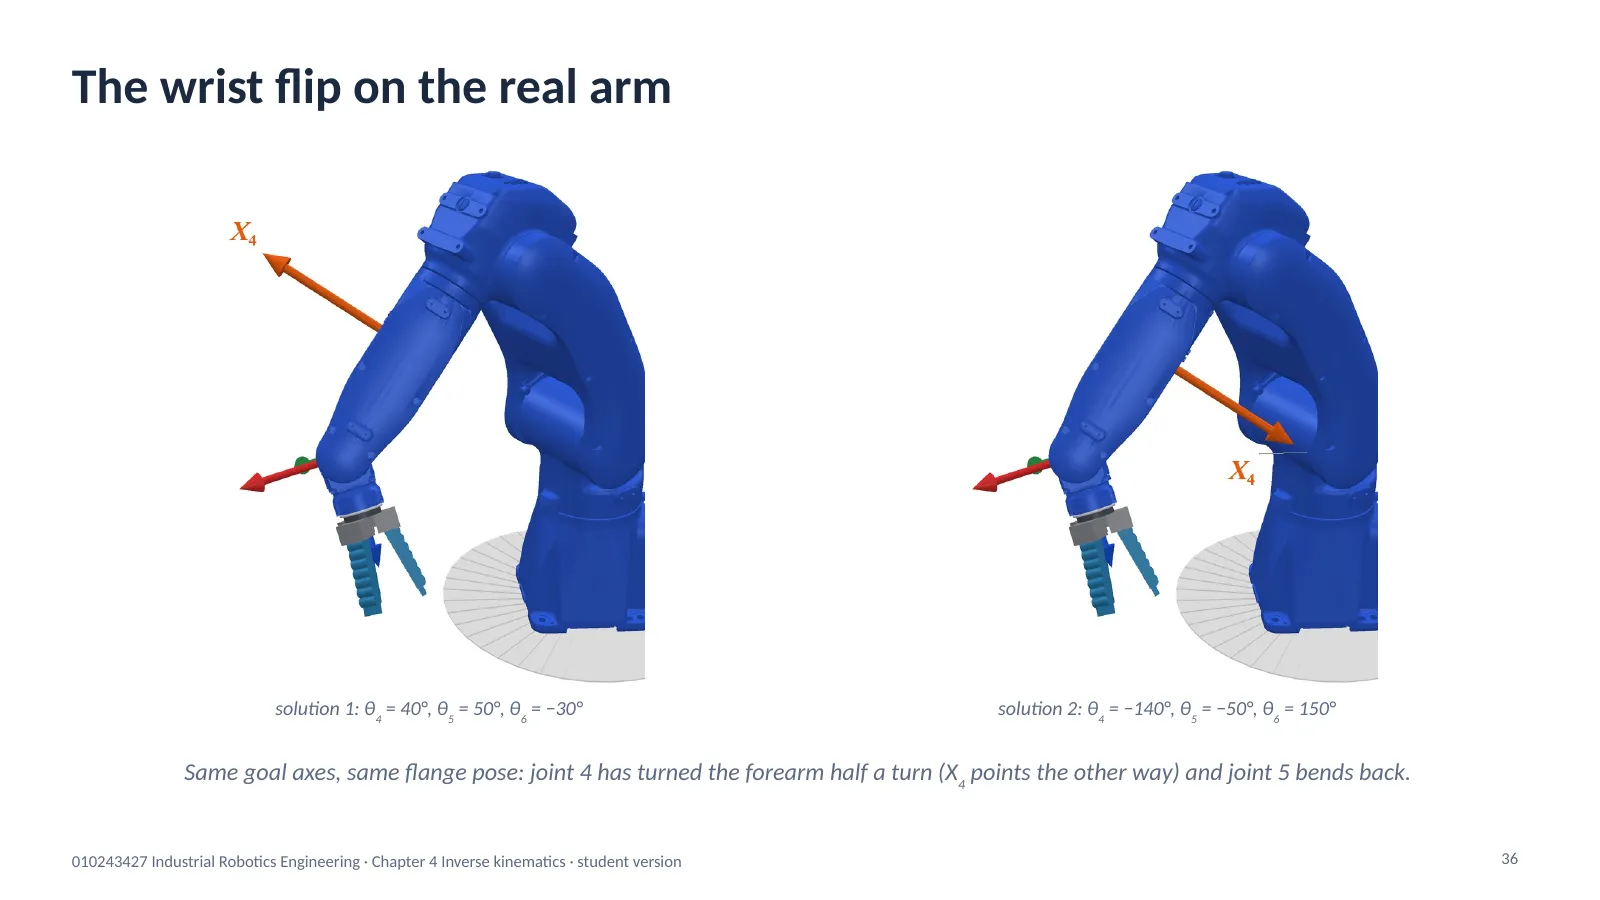 The wrist flip on the real arm
X₄
X₄
solution 1: θ₄ = 40°, θ₅ = 50°, θ₆ = −30°
solution 2: θ₄ = −140°, θ₅ = −50°, θ₆ = 150°
Same goal axes, same flange pose: joint 4 has turned the forearm half a turn (X₄ points the other way) and joint 5 bends back.
010243427 Industrial Robotics Engineering · Chapter 4 Inverse kinematics · student version
36